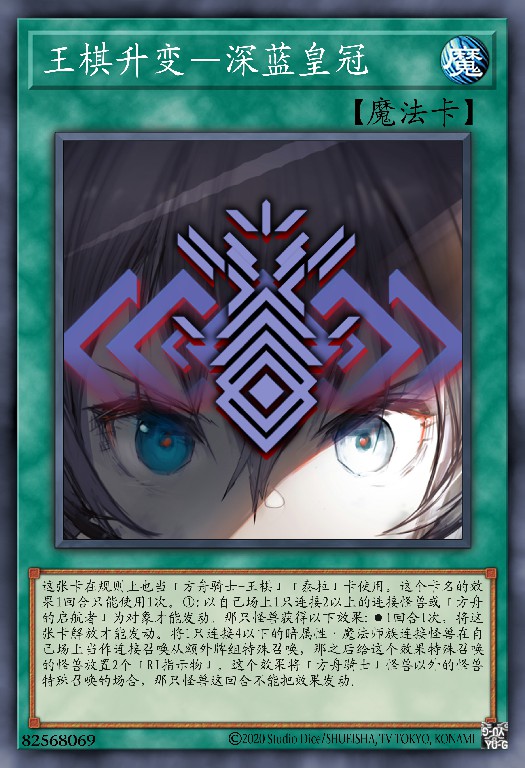 王棋升变－深蓝皇冠
魔
【魔法卡】
这张卡在规则上也当「方舟骑士-王棋」「泰拉」卡使用。这个卡名的效
果1回合只能使用1次。①：以自己场上1只连接2以上的连接怪兽或「方舟
的启航者」为对象才能发动。那只怪兽获得以下效果：●1回合1次，将这
张卡解放才能发动。将1只连接4以下的暗属性·魔法师族连接怪兽在自
己场上当作连接召唤从额外牌组特殊召唤，那之后给这个效果特殊召唤
的怪兽放置2个「RI指示物」。这个效果将「方舟骑士」怪兽以外的怪兽
特殊召唤的场合，那只怪兽这回合不能把效果发动。
82568069
©2020 Studio Dice/SHUEISHA,TV TOKYO, KONAMI